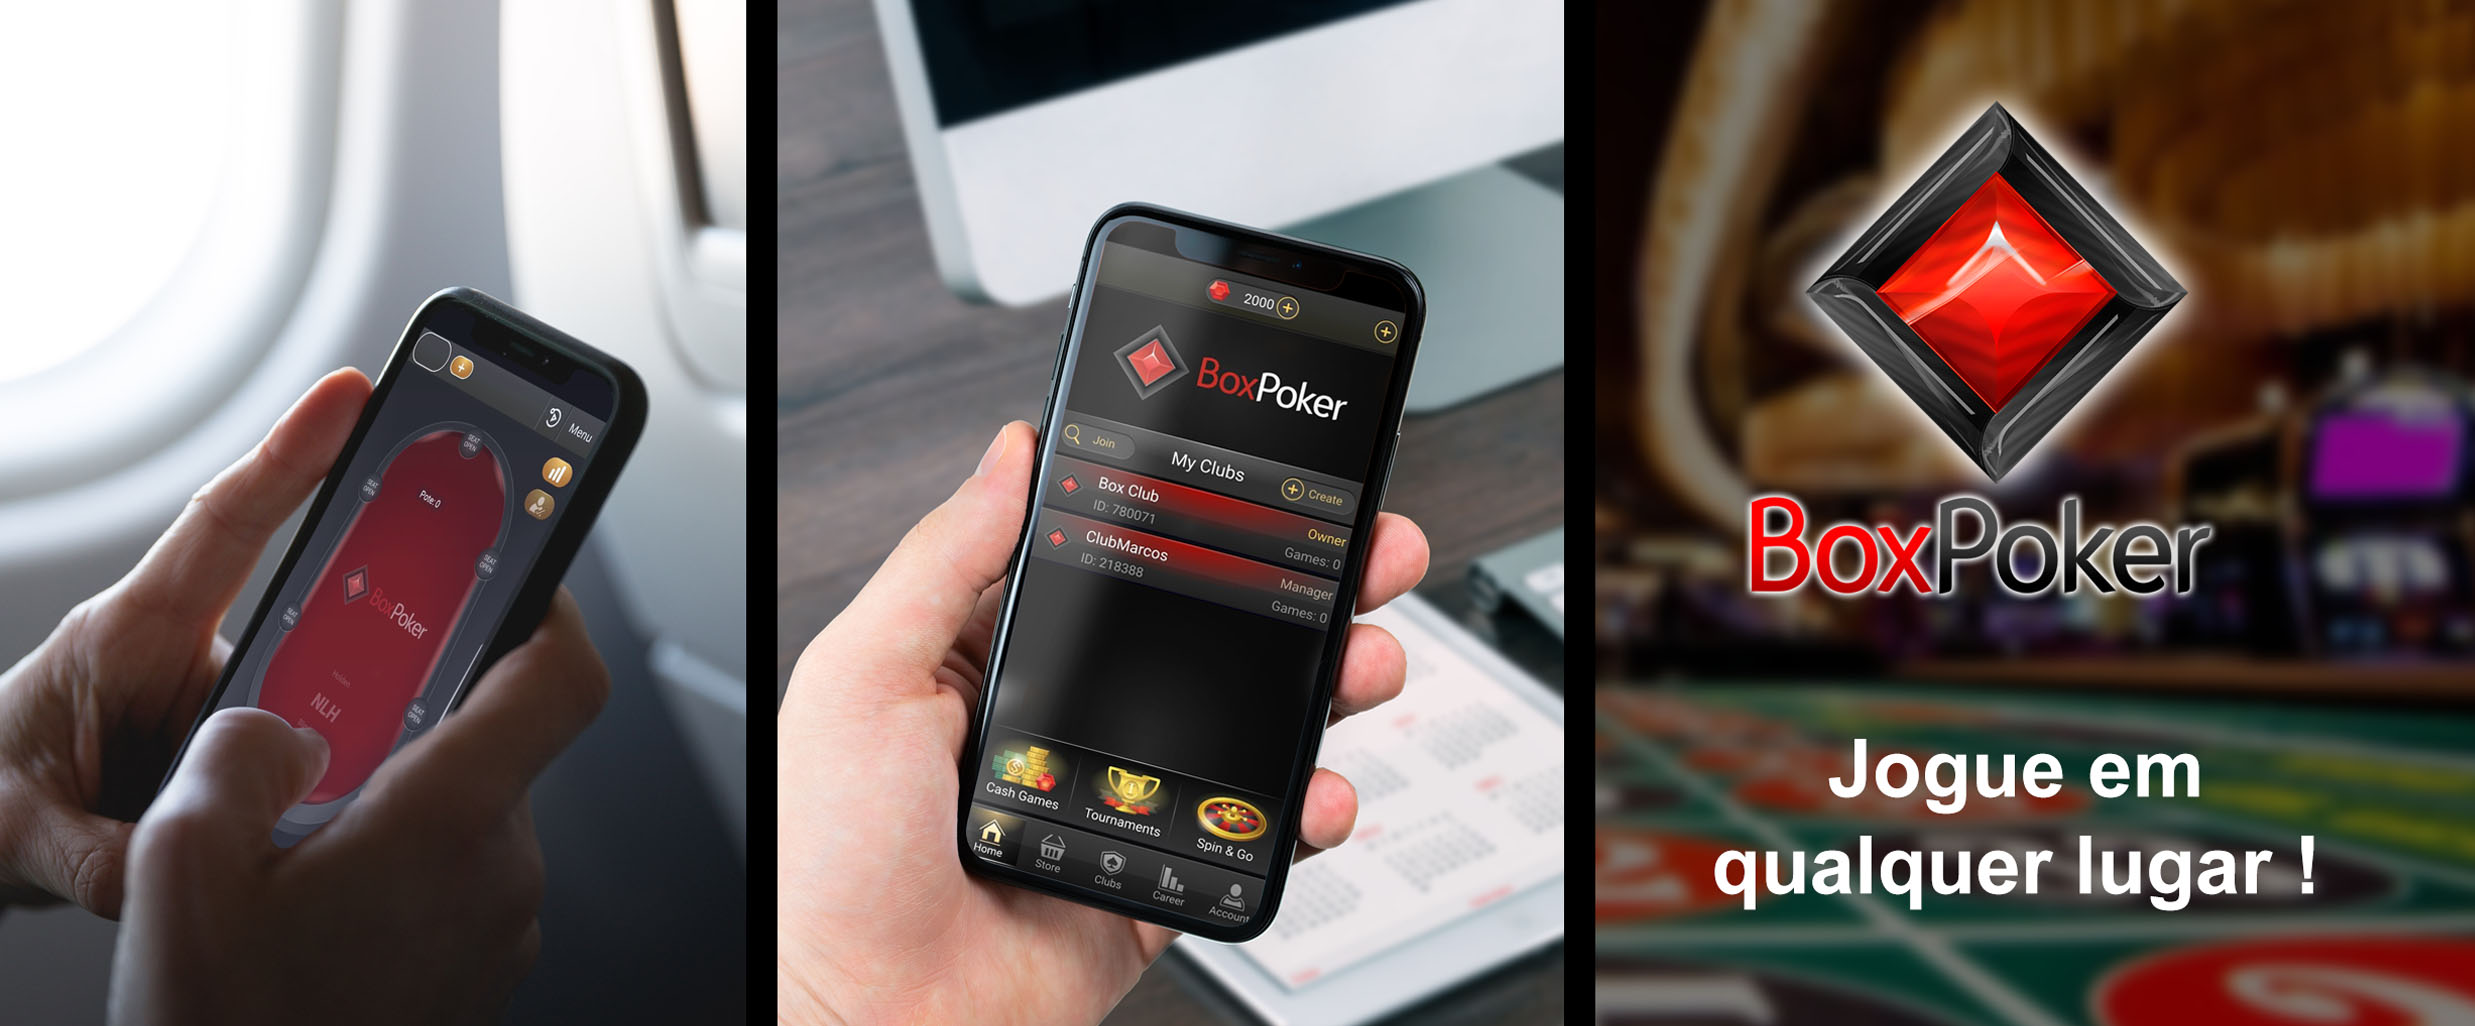 Menu
SEAT
OPEN
SEAT
OPEN
Pote: 0
SEAT
OPEN
SEAT
OPEN
BoxPoker
NLH
SEAT
OPEN
2000
BoxPoker
Join
My Clubs
Create
Box Club
ID: 780071
Owner
Games: 0
ClubMarcos
ID: 218388
Manager
Games: 0
Cash Games
Tournaments
Spin & Go
Home
Store
Clubs
Career
Account
BoxPoker
Jogue em
qualquer lugar !